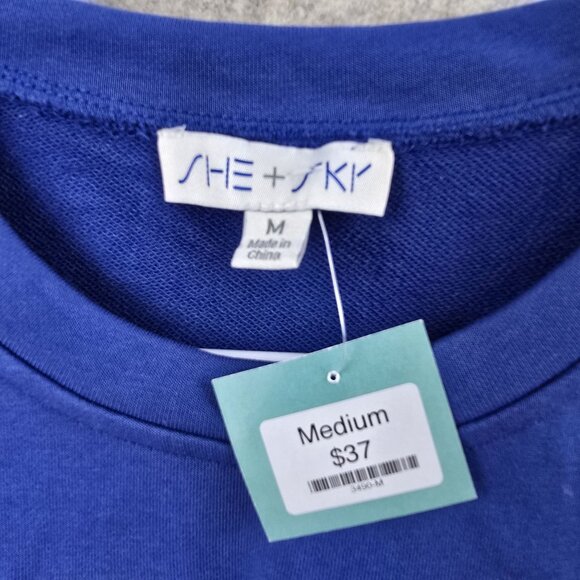 SHE + SKY
M
Made in
China
Medium
$37
3490-M